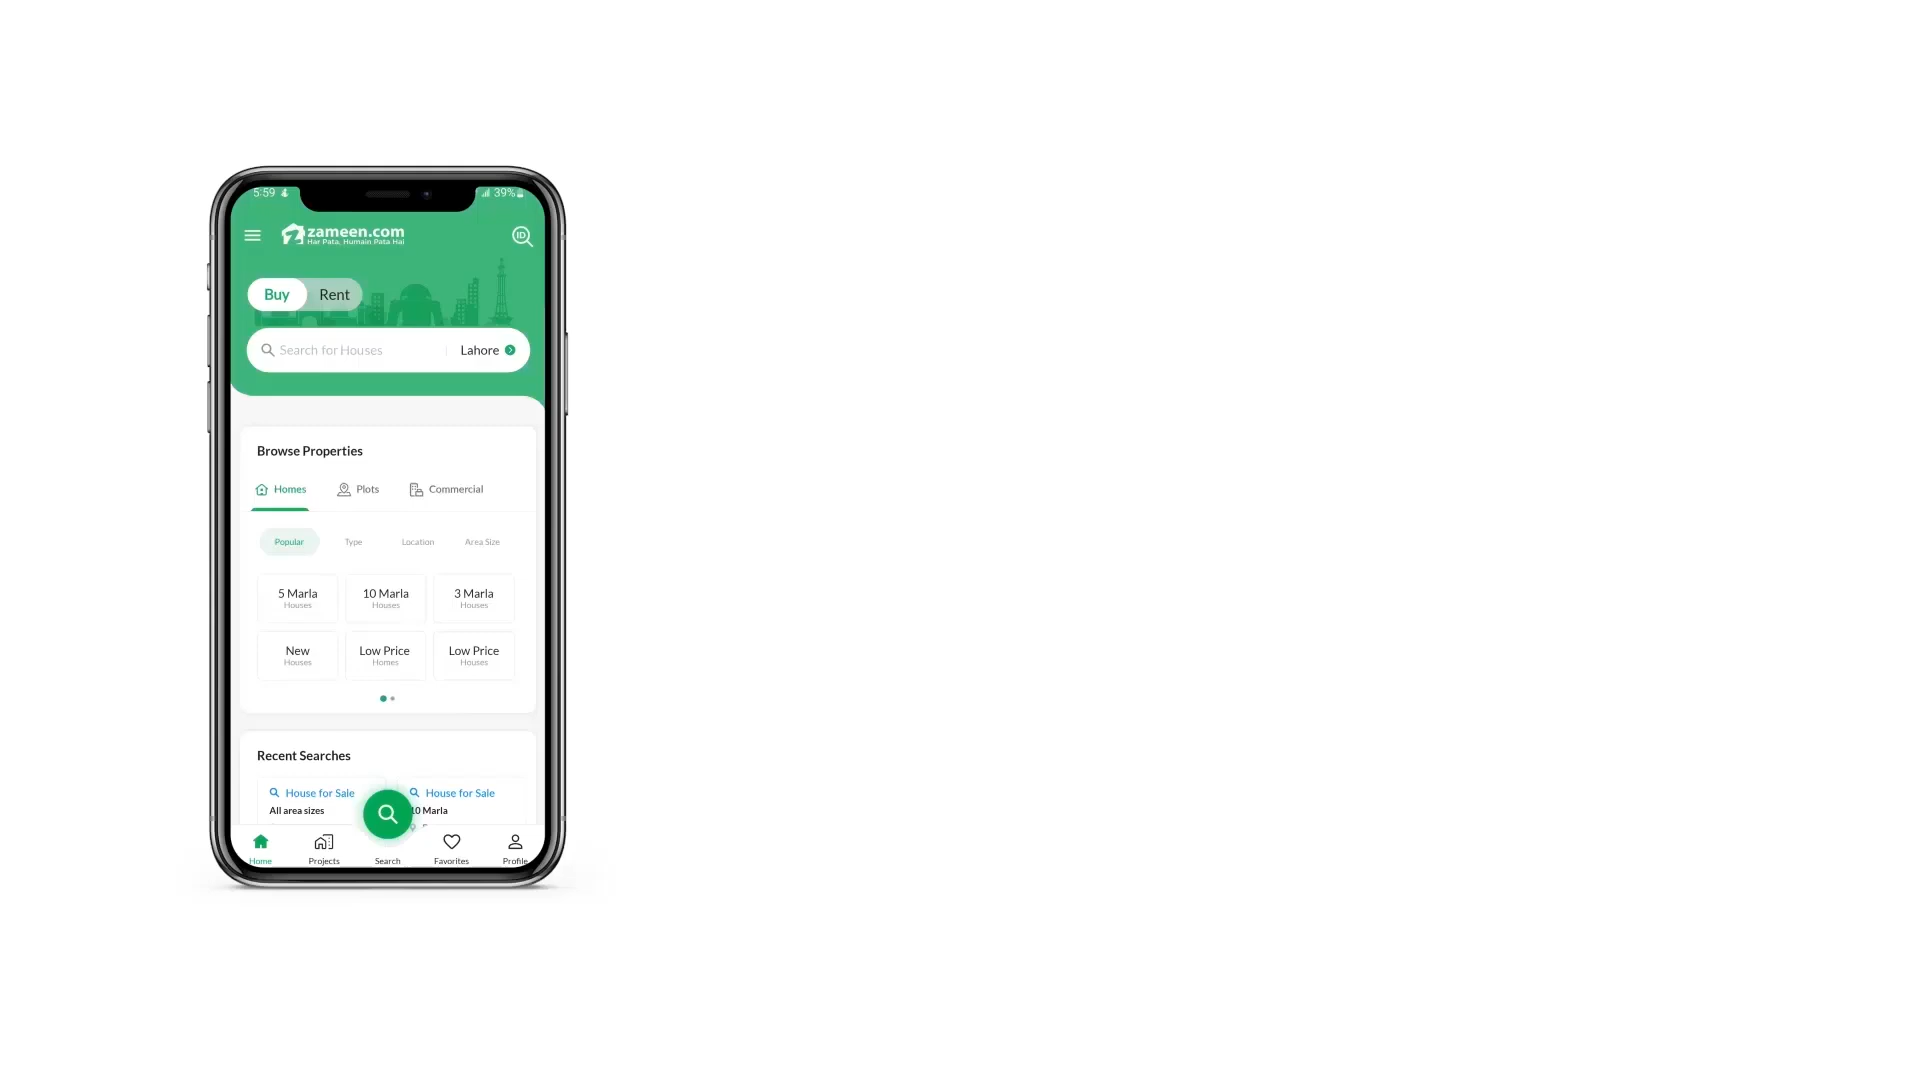 5:59
39%
zameen.com
Har Pata, Humain Pata Hai
ID
Buy Rent
Search for Houses Lahore
Browse Properties
Homes Plots Commercial
Popular Type Location Area Size
5 Marla 10 Marla 3 Marla
Houses Houses Houses
New Low Price Low Price
Houses Homes Houses
Recent Searches
House for Sale House for Sale
All area sizes 10 Marla
Home Projects Search Favorites Profile